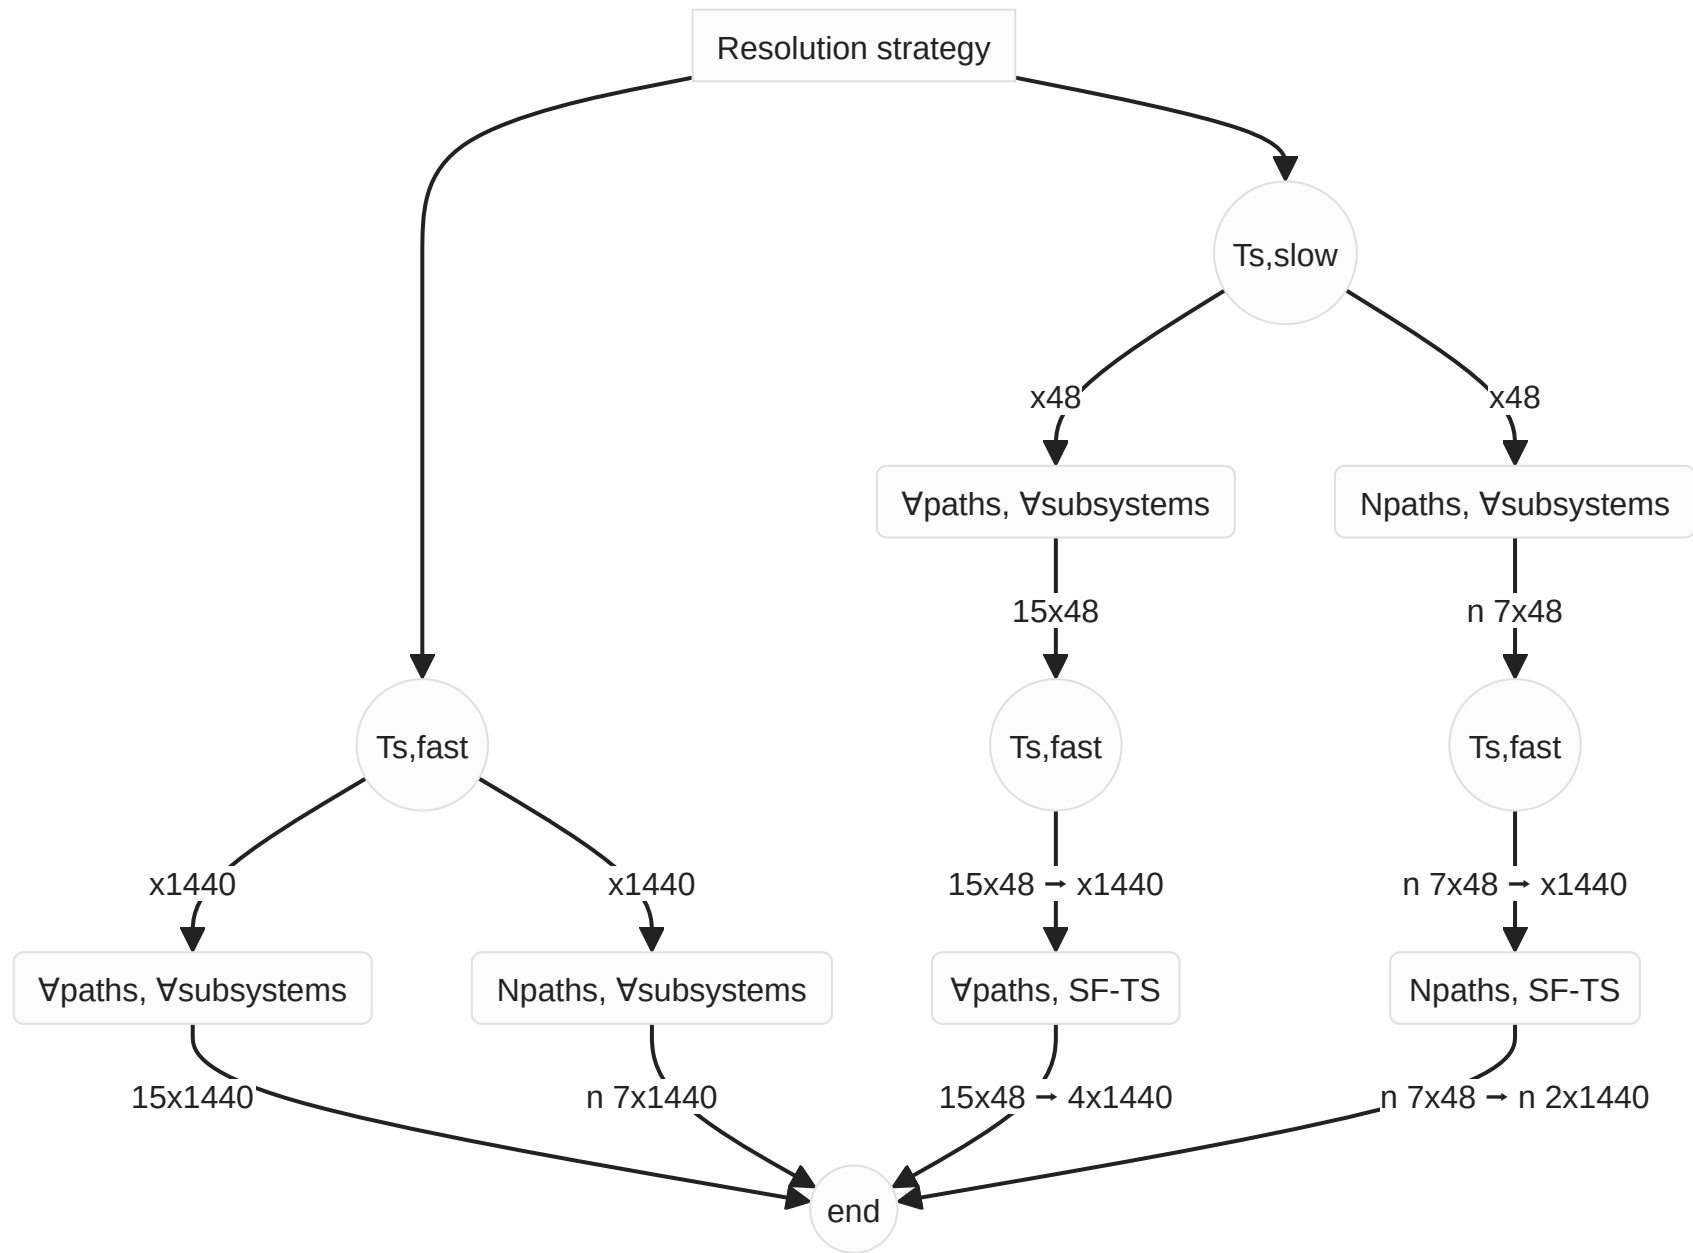 Resolution strategy
Ts,slow
x48
x48
∀paths, ∀subsystems
Npaths, ∀subsystems
15x48
n 7x48
Ts,fast
Ts,fast
Ts,fast
x1440
x1440
15x48 → x1440
n 7x48 → x1440
∀paths, ∀subsystems
Npaths, ∀subsystems
∀paths, SF-TS
Npaths, SF-TS
15x1440
n 7x1440
15x48 → 4x1440
n 7x48 → n 2x1440
end